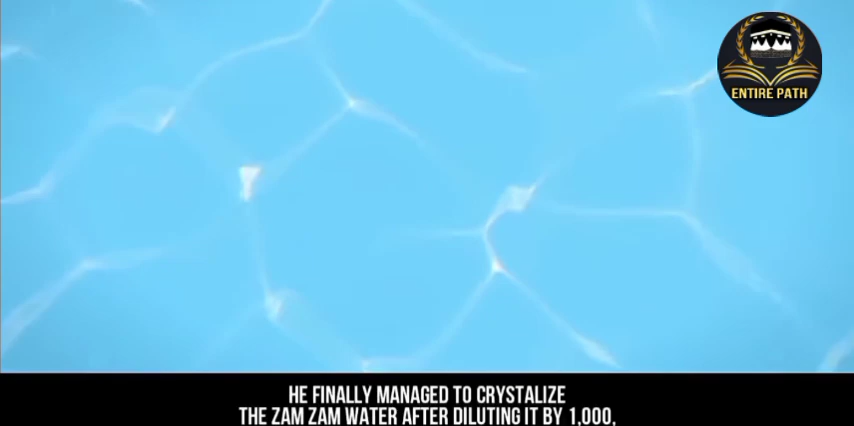 ENTIRE PATH
HE FINALLY MANAGED TO CRYSTALIZE
THE ZAM ZAM WATER AFTER DILUTING IT BY 1,000,